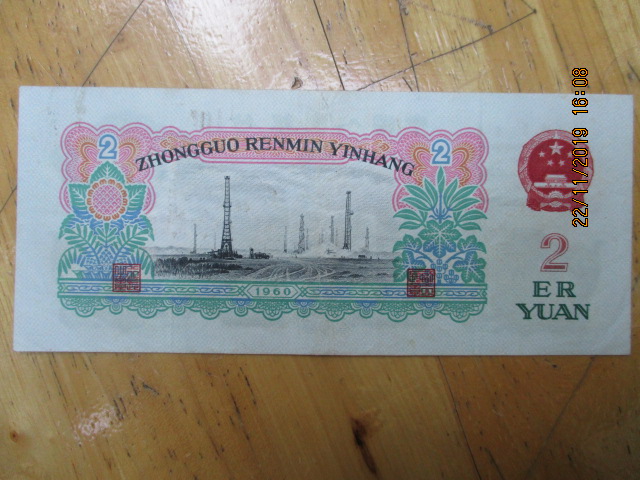 2
ZHONGGUO RENMIN YINHANG
2
1960
2
ER
YUAN
22/11/2019 16:08